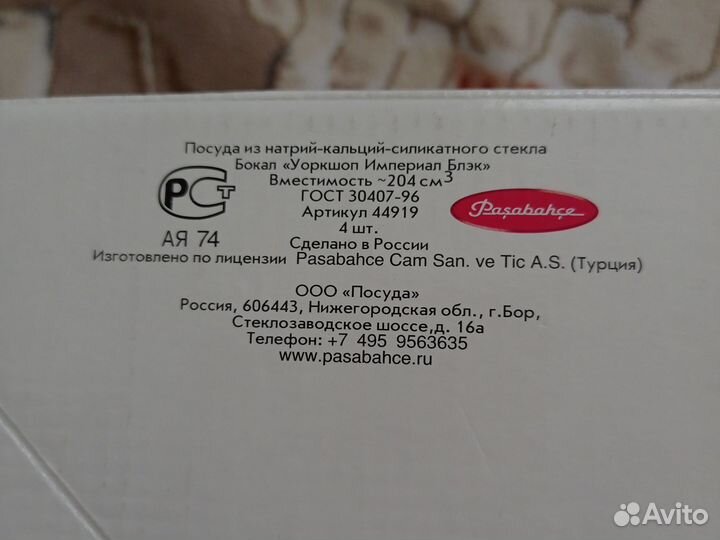 Посуда из натрий-кальций-силикатного стекла
Бокал «Уоркшоп Империал Блэк»
Вместимость ~204 см³
ГОСТ 30407-96
Артикул 44919
4 шт.
Сделано в России
Изготовлено по лицензии Pasabahce Cam San. ve Tic A.S. (Турция)
РСТ
АЯ 74
Paşabahçe
ООО «Посуда»
Россия, 606443, Нижегородская обл., г.Бор,
Стеклозаводское шоссе,д. 16а
Телефон: +7 495 9563635
www.pasabahce.ru
Avito